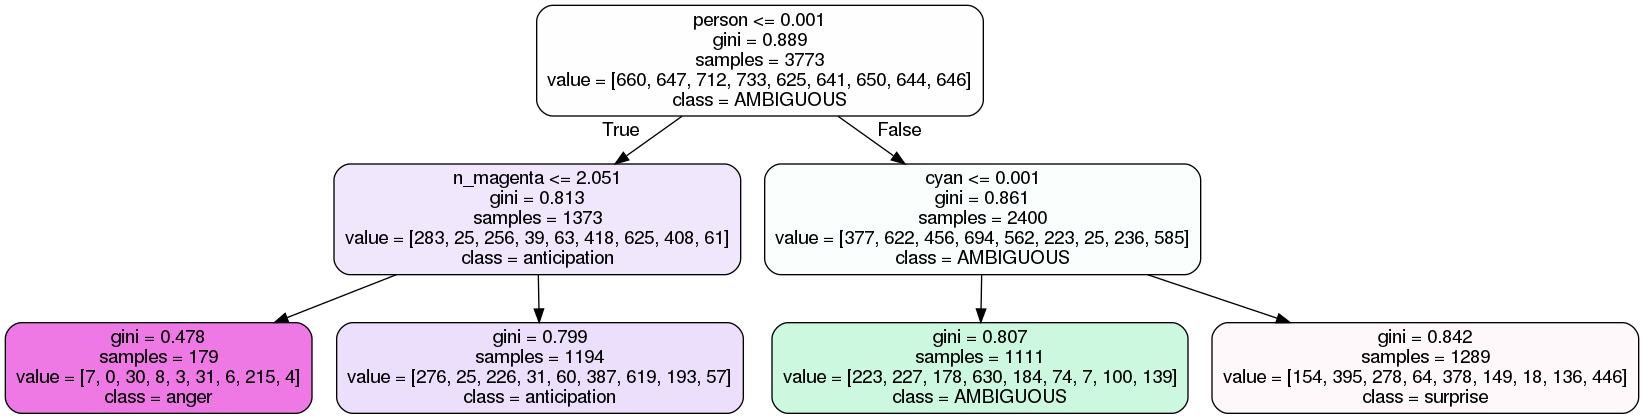 person <= 0.001
gini = 0.889
samples = 3773
value = [660, 647, 712, 733, 625, 641, 650, 644, 646]
class = AMBIGUOUS
True
False
n_magenta <= 2.051
gini = 0.813
samples = 1373
value = [283, 25, 256, 39, 63, 418, 625, 408, 61]
class = anticipation
cyan <= 0.001
gini = 0.861
samples = 2400
value = [377, 622, 456, 694, 562, 223, 25, 236, 585]
class = AMBIGUOUS
gini = 0.478
samples = 179
value = [7, 0, 30, 8, 3, 31, 6, 215, 4]
class = anger
gini = 0.799
samples = 1194
value = [276, 25, 226, 31, 60, 387, 619, 193, 57]
class = anticipation
gini = 0.807
samples = 1111
value = [223, 227, 178, 630, 184, 74, 7, 100, 139]
class = AMBIGUOUS
gini = 0.842
samples = 1289
value = [154, 395, 278, 64, 378, 149, 18, 136, 446]
class = surprise